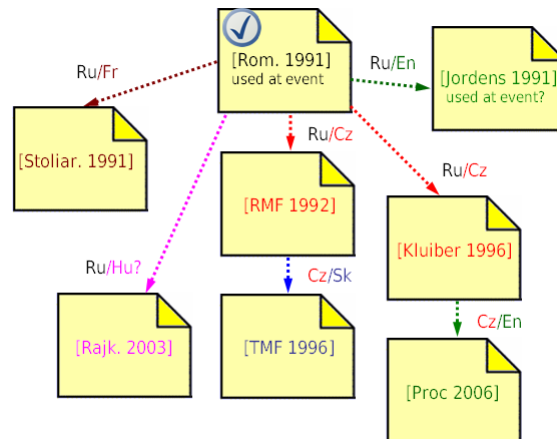 [Rom. 1991]
used at event
Ru/Fr
Ru/En
[Jordens 1991]
used at event?
[Stoliar. 1991]
Ru/Cz
Ru/Cz
[RMF 1992]
[Kluiber 1996]
Ru/Hu?
Cz/Sk
Cz/En
[Rajk. 2003]
[TMF 1996]
[Proc 2006]